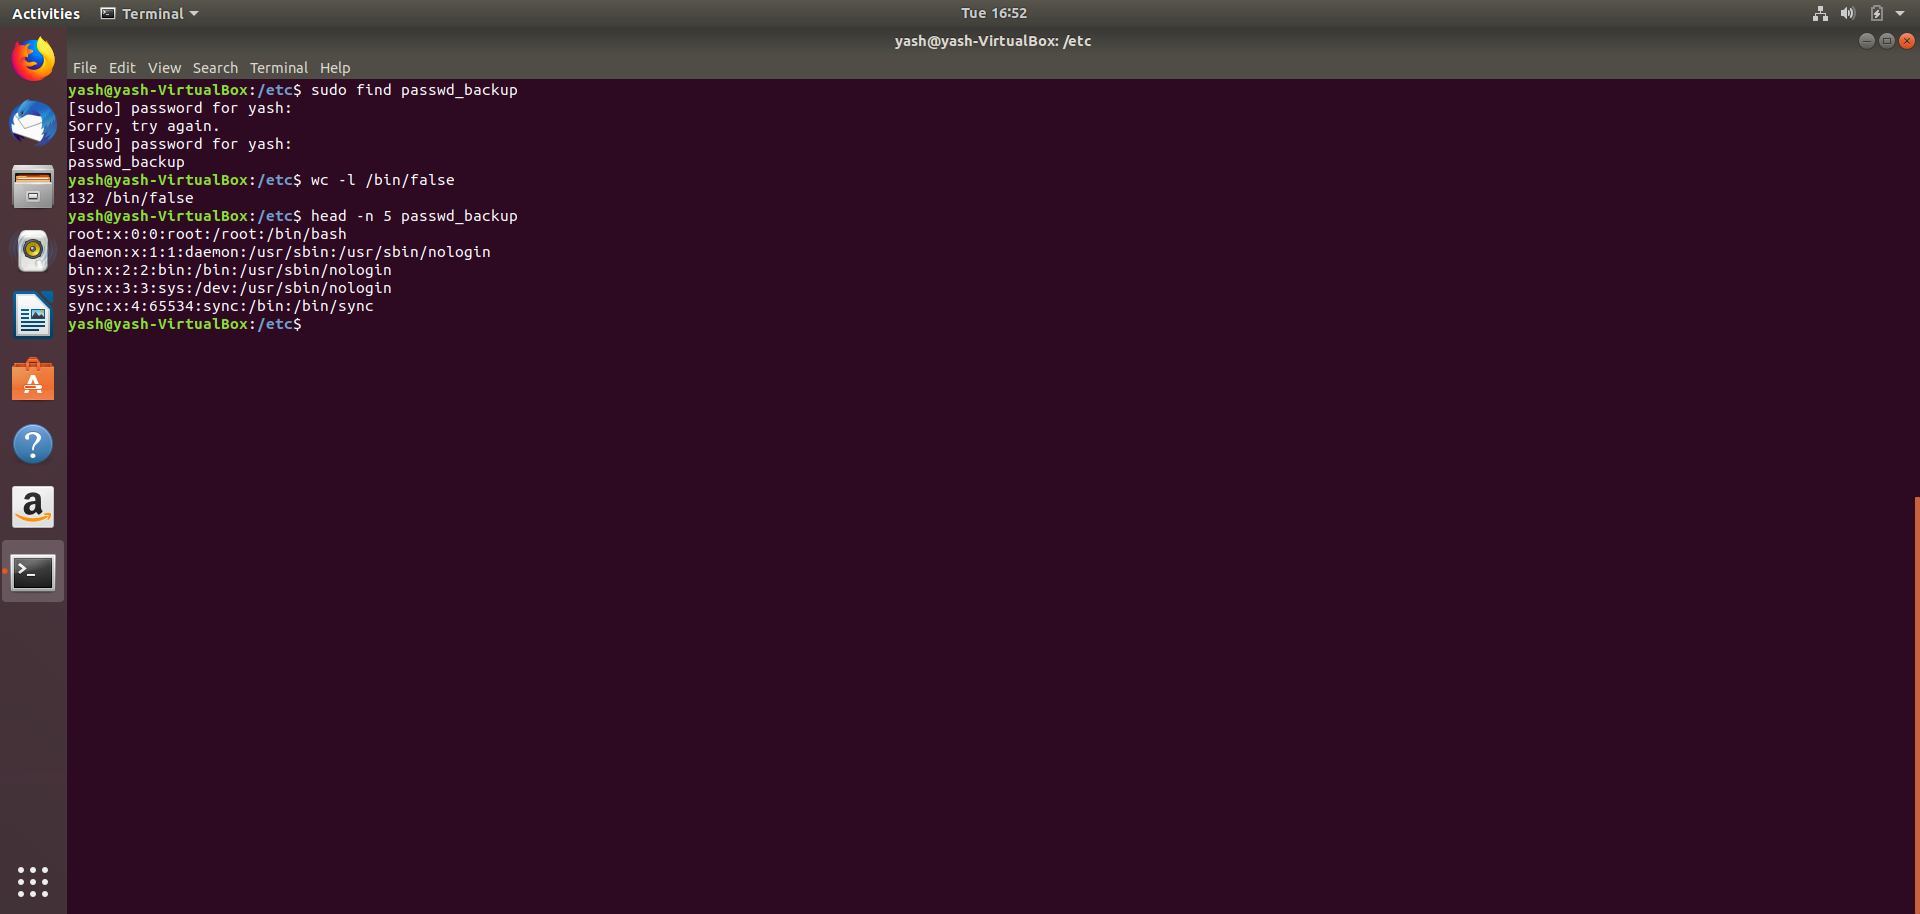 Activities Terminal Tue 16:52
yash@yash-VirtualBox: /etc
File Edit View Search Terminal Help
yash@yash-VirtualBox:/etc$ sudo find passwd_backup
[sudo] password for yash:
Sorry, try again.
[sudo] password for yash:
passwd_backup
yash@yash-VirtualBox:/etc$ wc -l /bin/false
132 /bin/false
yash@yash-VirtualBox:/etc$ head -n 5 passwd_backup
root:x:0:0:root:/root:/bin/bash
daemon:x:1:1:daemon:/usr/sbin:/usr/sbin/nologin
bin:x:2:2:bin:/bin:/usr/sbin/nologin
sys:x:3:3:sys:/dev:/usr/sbin/nologin
sync:x:4:65534:sync:/bin:/bin/sync
yash@yash-VirtualBox:/etc$